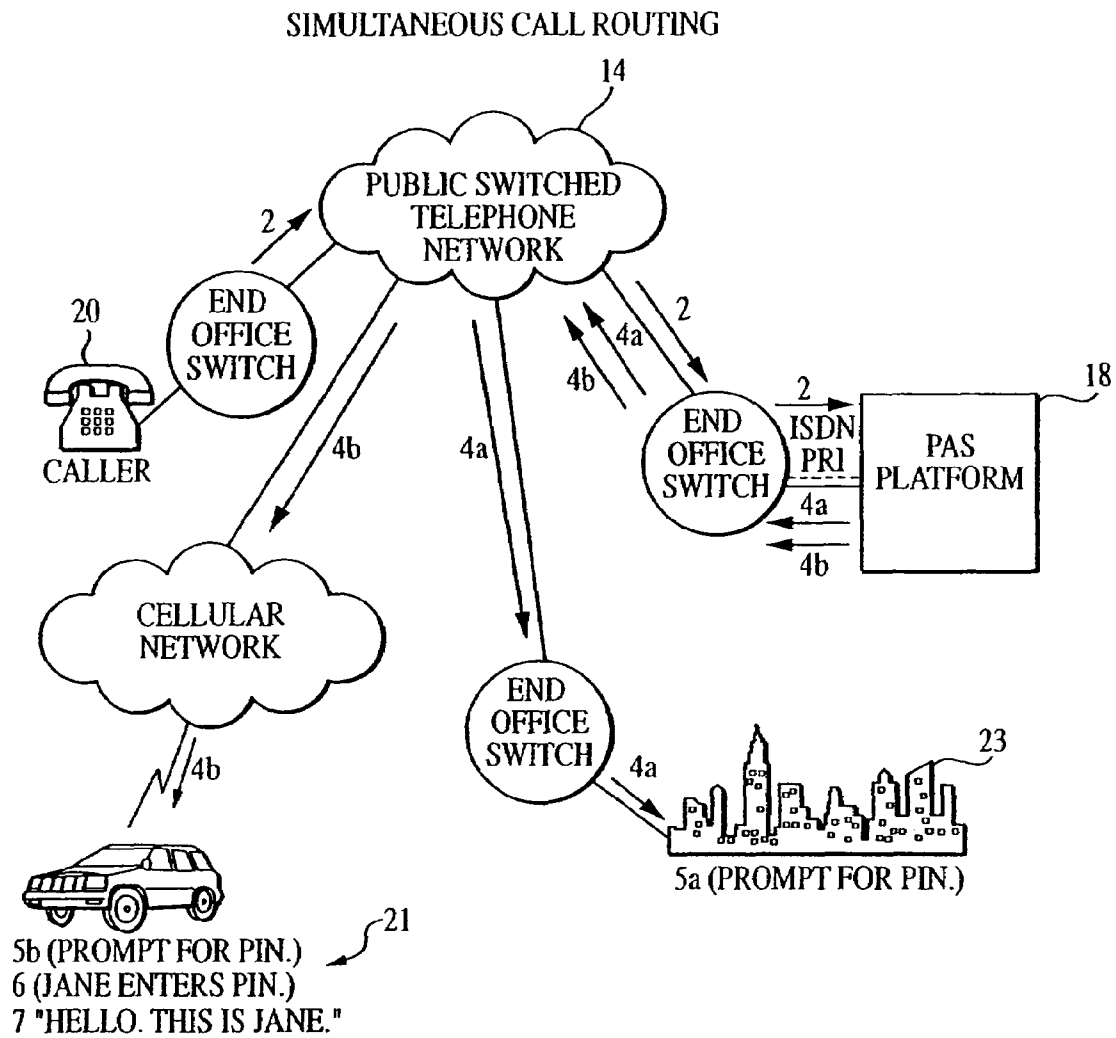 SIMULTANEOUS CALL ROUTING
14
PUBLIC SWITCHED
TELEPHONE
NETWORK
2
END
OFFICE
SWITCH
20
CALLER
4b
4a
4b
4a
2
END
OFFICE
SWITCH
2
ISDN
PRI
4a
4b
18
PAS
PLATFORM
CELLULAR
NETWORK
4b
END
OFFICE
SWITCH
4a
23
5a (PROMPT FOR PIN.)
21
5b (PROMPT FOR PIN.)
6 (JANE ENTERS PIN.)
7 "HELLO. THIS IS JANE."